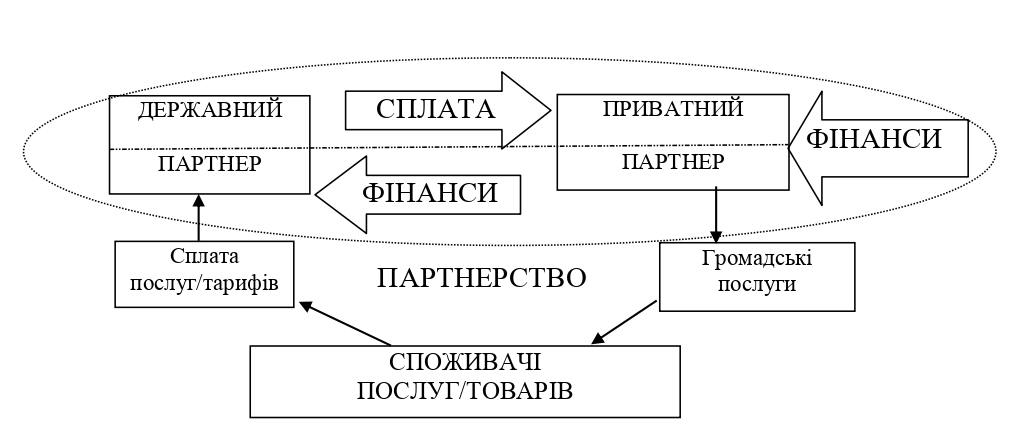 ДЕРЖАВНИЙ
ПАРТНЕР
СПЛАТА
ФІНАНСИ
ПРИВАТНИЙ
ПАРТНЕР
ФІНАНСИ
Сплата
послуг/тарифів
ПАРТНЕРСТВО
Громадські
послуги
СПОЖИВАЧІ
ПОСЛУГ/ТОВАРІВ